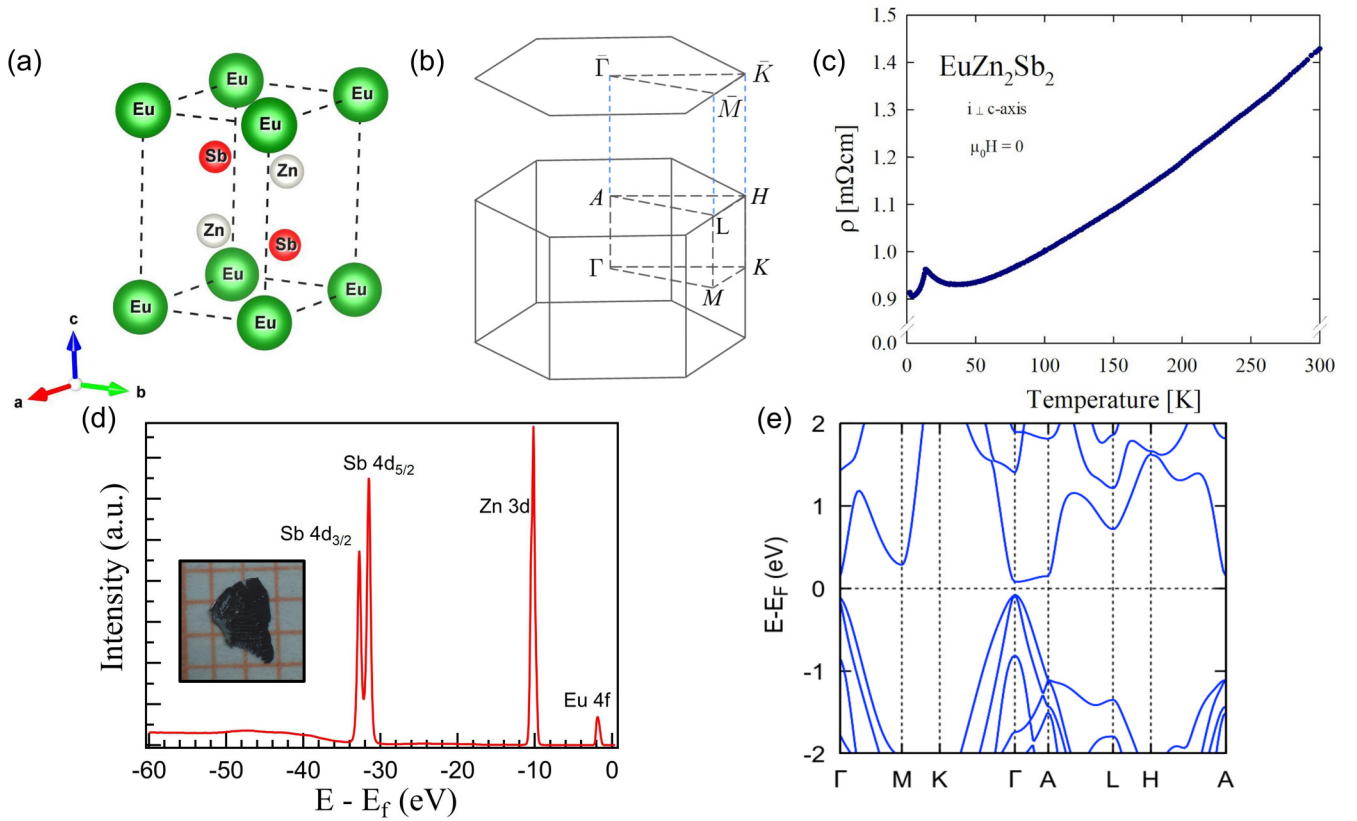 (a)
Eu
Eu
Eu
Eu
Sb
Zn
Zn
Sb
Eu
Eu
Eu
Eu
c
a
b
(b)
Γ̄
K̄
M̄
A
H
L
Γ
K
M
(c)
1.5
1.4
1.3
1.2
1.1
1.0
0.9
0.0
ρ [mΩcm]
EuZn₂Sb₂
i ⊥ c-axis
μ₀H = 0
0 50 100 150 200 250 300
Temperature [K]
(d)
Intensity (a.u.)
Sb 4d₅/₂
Sb 4d₃/₂
Zn 3d
Eu 4f
-60 -50 -40 -30 -20 -10 0
E - E_f (eV)
(e)
2
1
0
-1
-2
E-E_F (eV)
Γ M K Γ A L H A